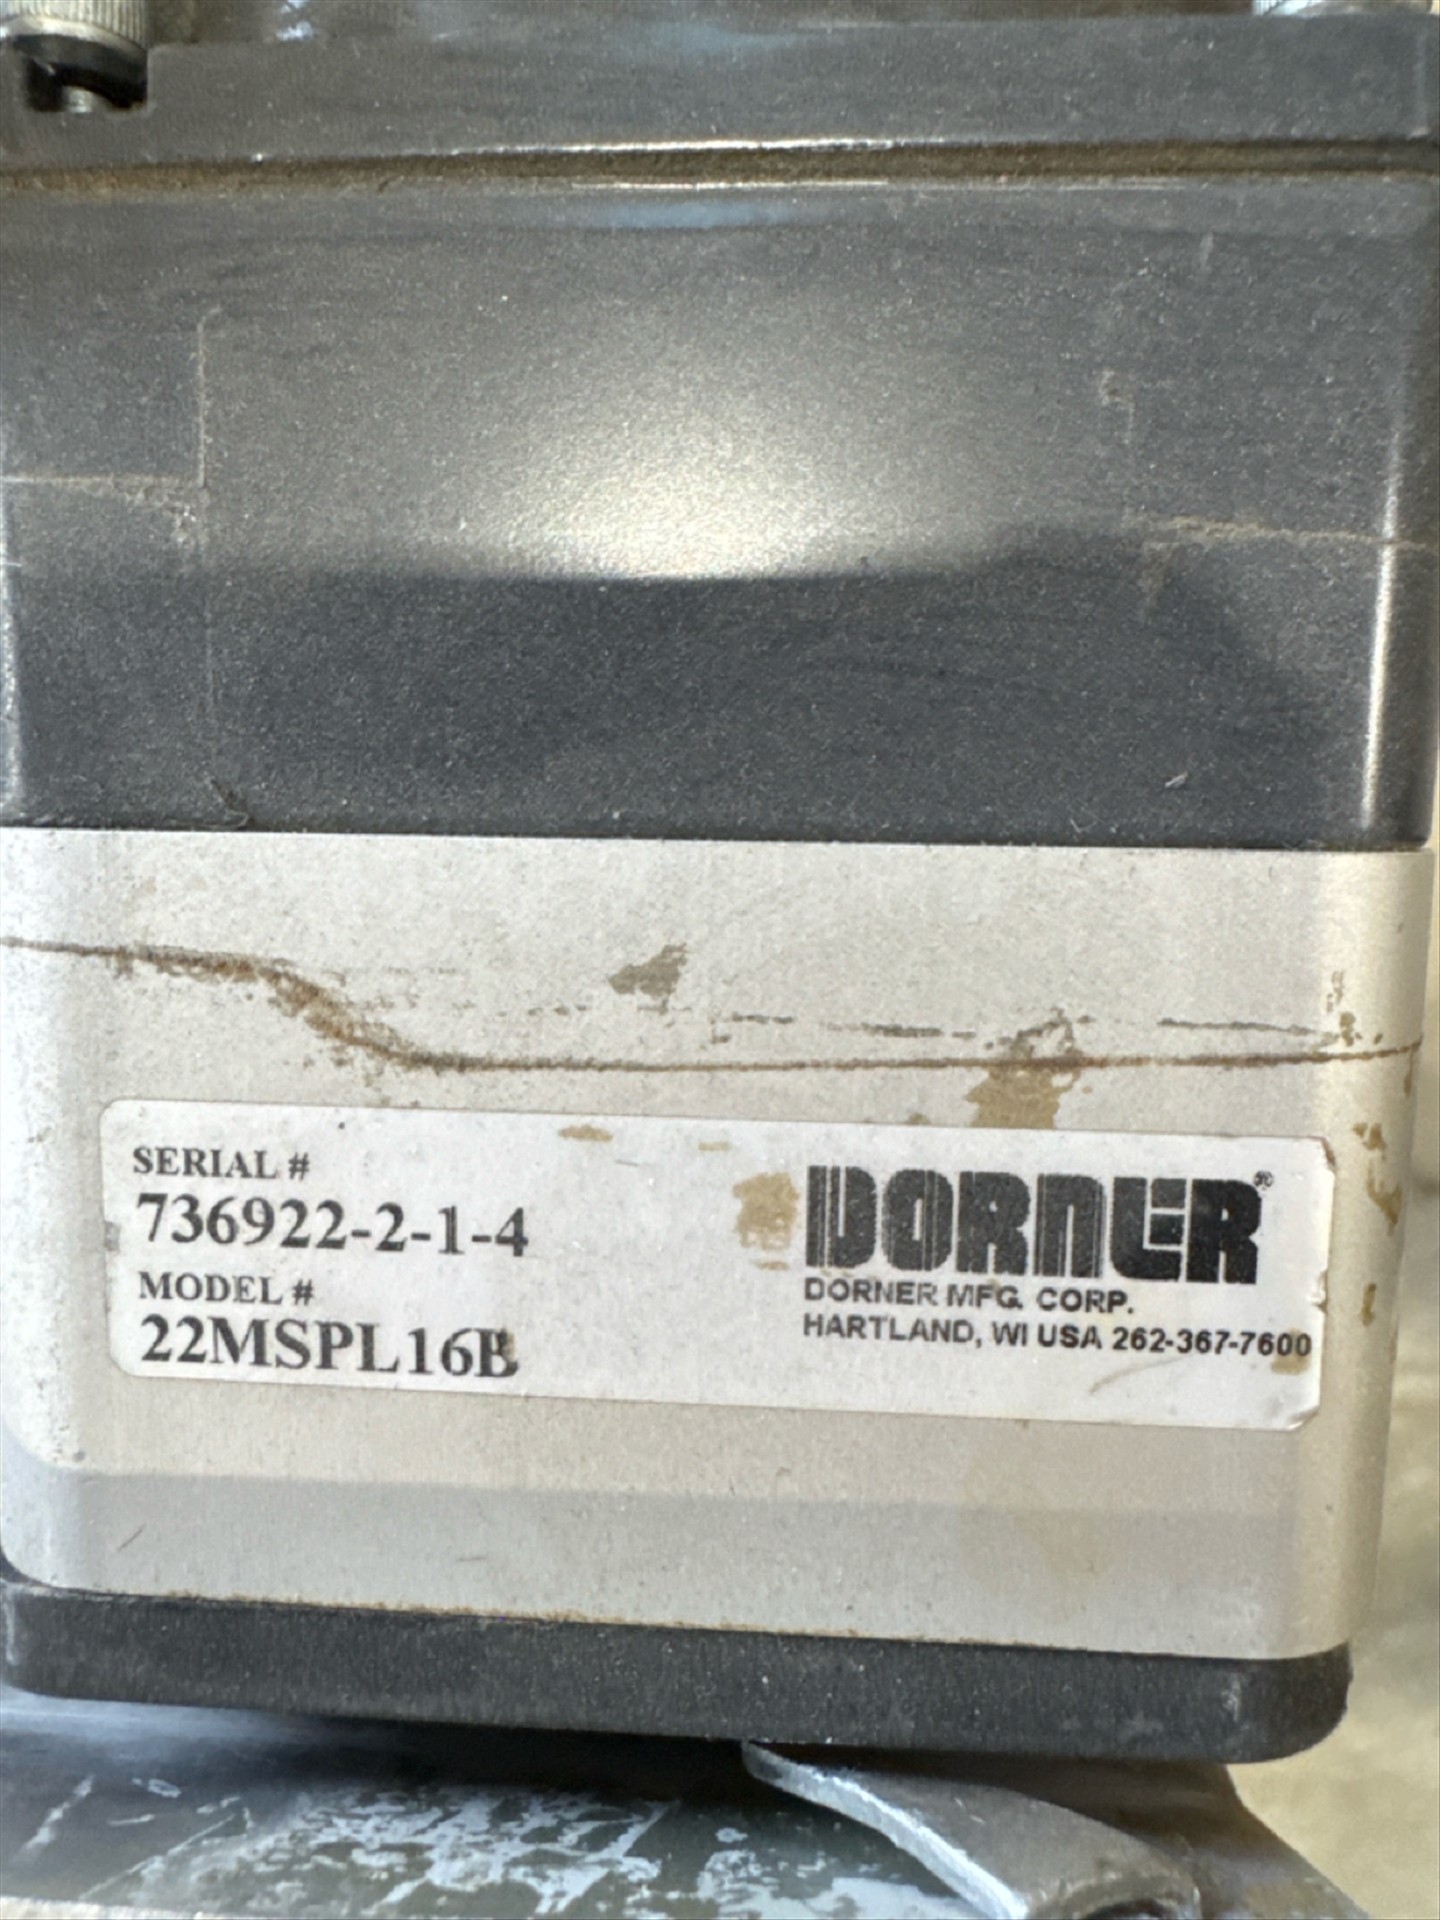 SERIAL #
736922-2-1-4
MODEL #
22MSPL16B
DORNER®
DORNER MFG. CORP.
HARTLAND, WI USA 262-367-7600